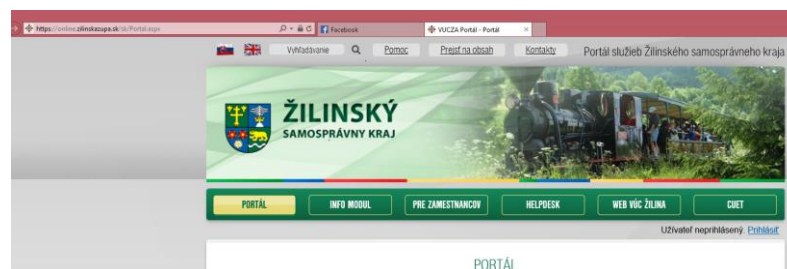 https://online.zilinskazupa.sk/sk/Portal.aspx
Facebook
VUCZA Portál - Portál
Vyhľadávanie Pomoc Prejsť na obsah Kontakty Portál služieb Žilinského samosprávneho kraja
ŽILINSKÝ
SAMOSPRÁVNY KRAJ
PORTÁL INFO MODUL PRE ZAMESTNANCOV HELPDESK WEB VÚC ŽILINA CUET
Užívateľ neprihlásený. Prihlásiť
PORTÁL